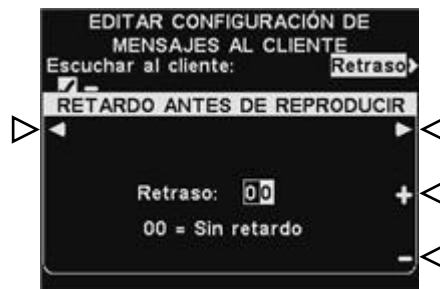 EDITAR CONFIGURACIÓN DE
MENSAJES AL CLIENTE
Escuchar al cliente: Retraso
RETARDO ANTES DE REPRODUCIR
Retraso: 00
00 = Sin retardo
+
-